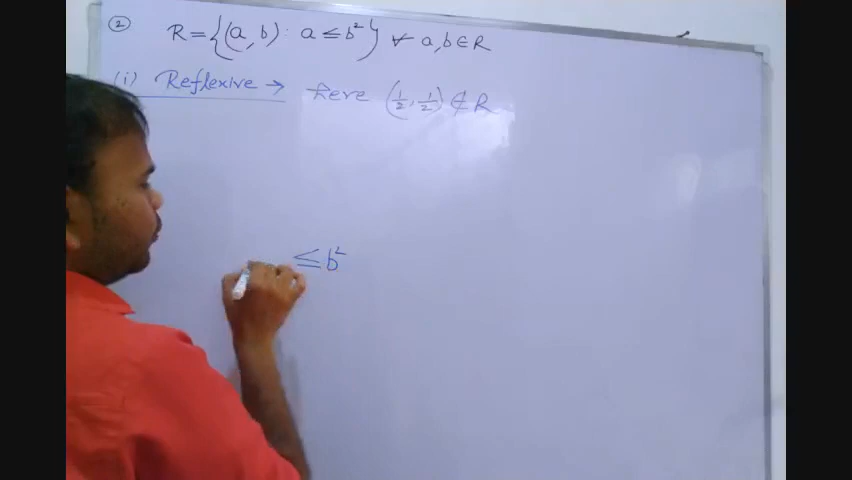 ② R = {(a, b) : a ≤ b²} ∀ a, b ∈ R
(i) Reflexive → here (1/2, 1/2) ∉ R
≤ b²